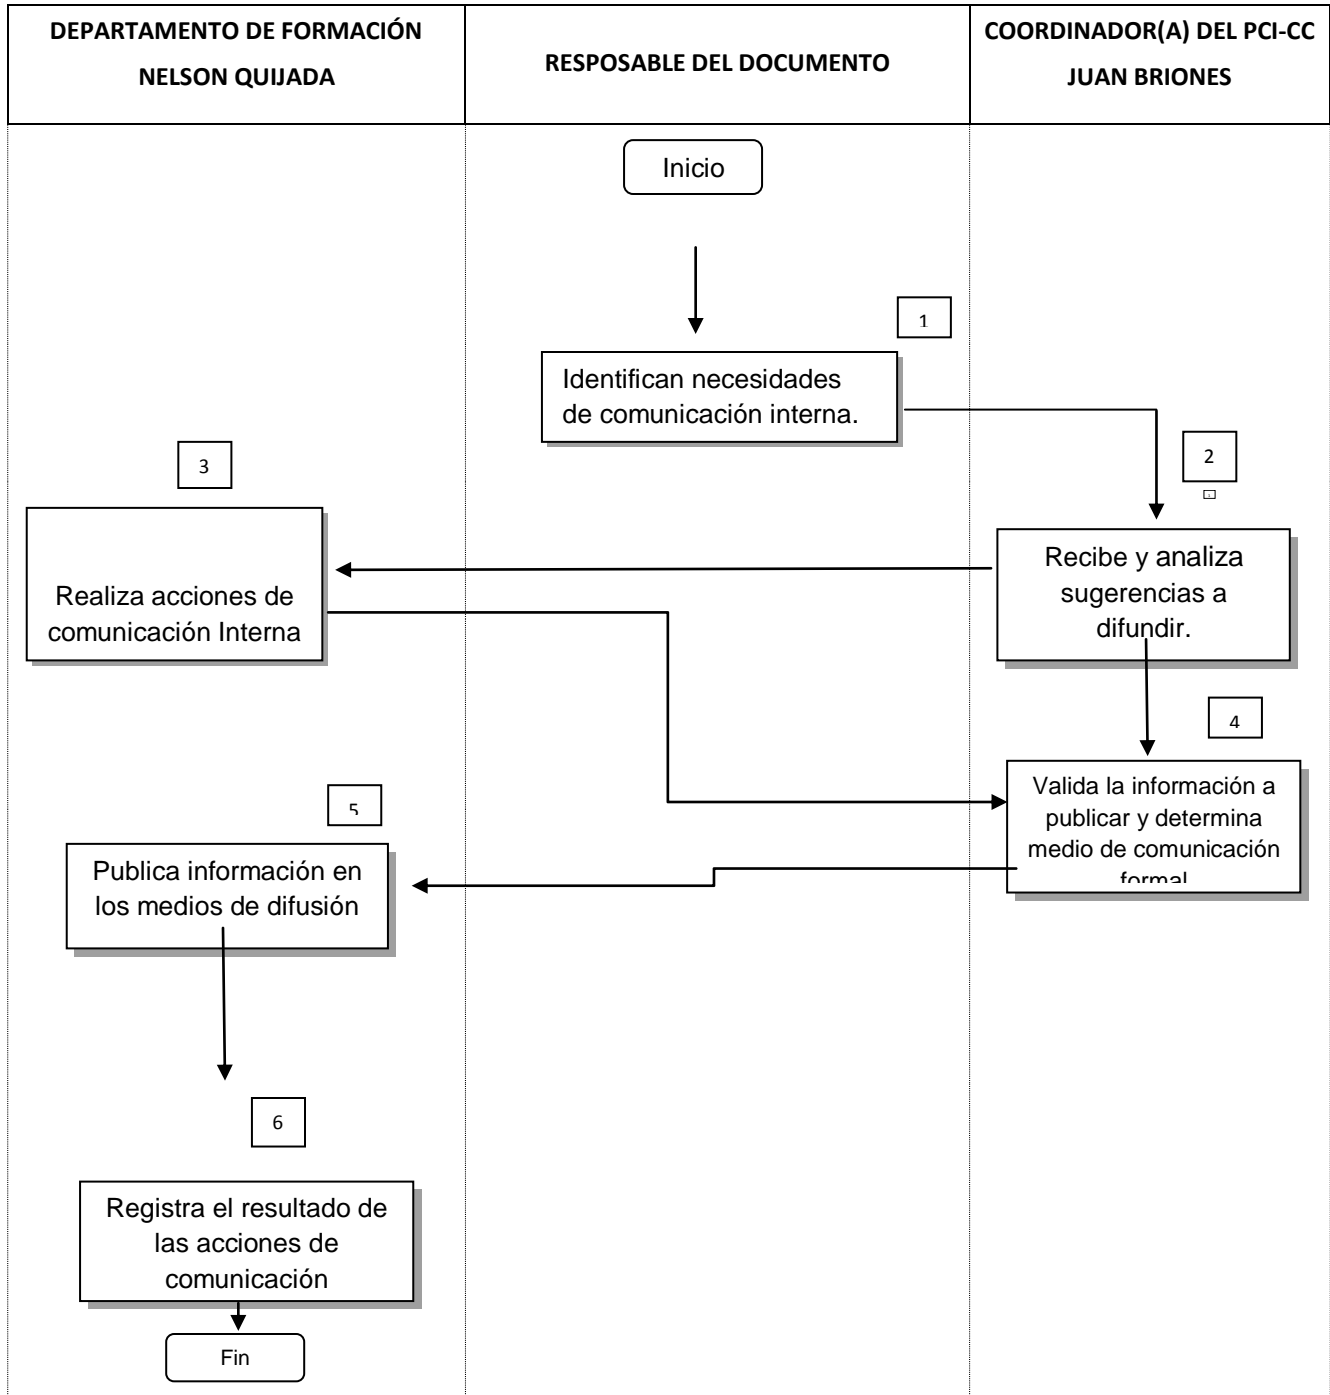 DEPARTAMENTO DE FORMACIÓN
NELSON QUIJADA
RESPOSABLE DEL DOCUMENTO
COORDINADOR(A) DEL PCI-CC
JUAN BRIONES
Inicio
1
Identifican necesidades
de comunicación interna.
2
Recibe y analiza
sugerencias a
difundir.
3
Realiza acciones de
comunicación Interna
4
Valida la información a
publicar y determina
medio de comunicación
formal
5
Publica información en
los medios de difusión
6
Registra el resultado de
las acciones de
comunicación
Fin